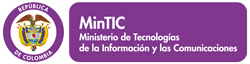 REPÚBLICA
DE COLOMBIA
MinTIC
Ministerio de Tecnologías
de la Información y las Comunicaciones